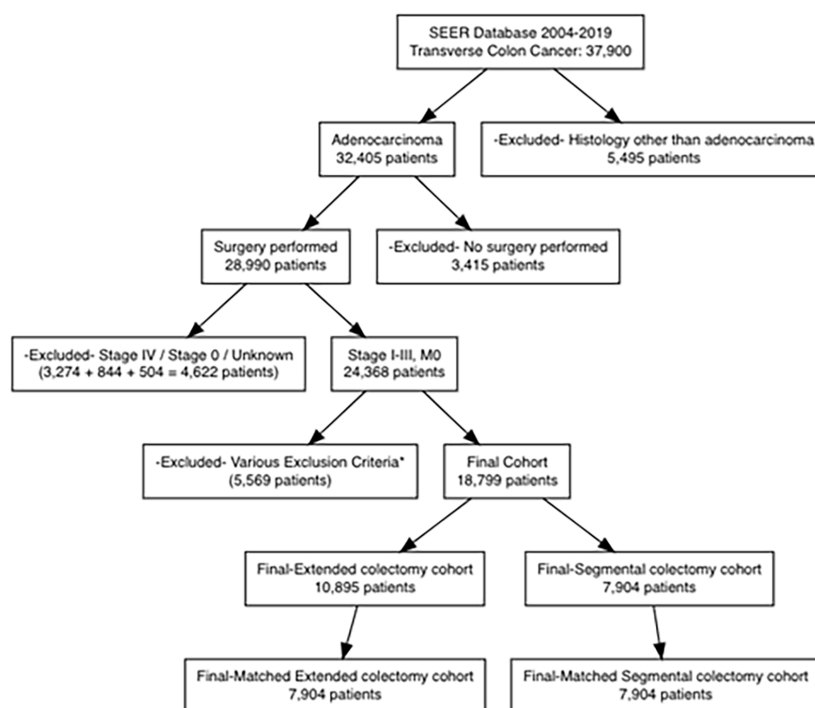 SEER Database 2004-2019
Transverse Colon Cancer: 37,900
Adenocarcinoma
32,405 patients
-Excluded- Histology other than adenocarcinoma
5,495 patients
Surgery performed
28,990 patients
-Excluded- No surgery performed
3,415 patients
-Excluded- Stage IV / Stage 0 / Unknown
(3,274 + 844 + 504 = 4,622 patients)
Stage I-III, M0
24,368 patients
-Excluded- Various Exclusion Criteria*
(5,569 patients)
Final Cohort
18,799 patients
Final-Extended colectomy cohort
10,895 patients
Final-Segmental colectomy cohort
7,904 patients
Final-Matched Extended colectomy cohort
7,904 patients
Final-Matched Segmental colectomy cohort
7,904 patients